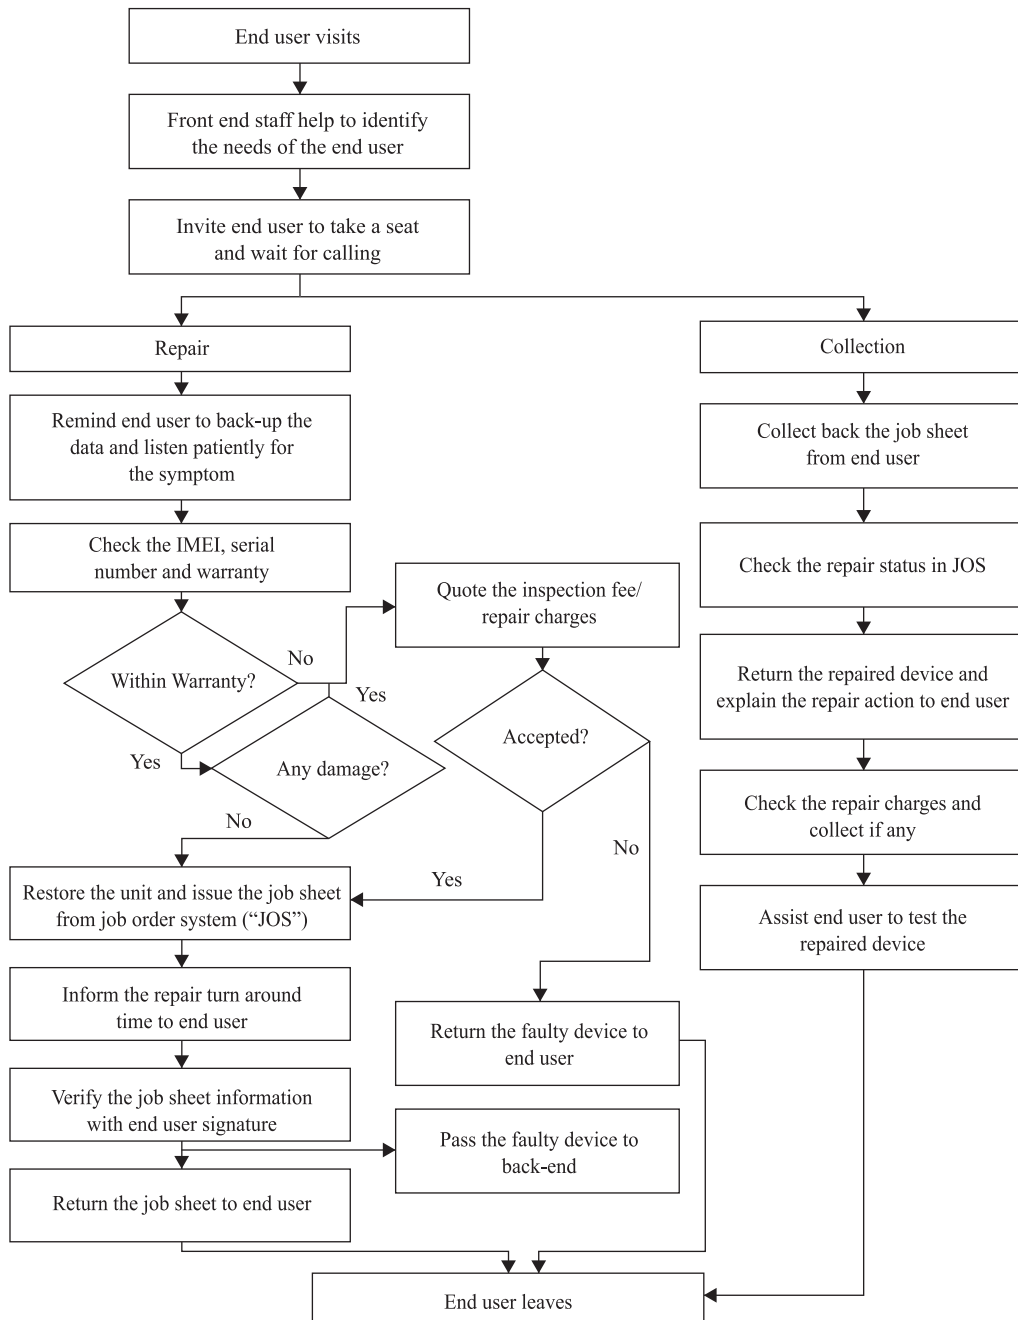 End user visits
Front end staff help to identify
the needs of the end user
Invite end user to take a seat
and wait for calling
Repair
Remind end user to back-up the
data and listen patiently for
the symptom
Check the IMEI, serial
number and warranty
Within Warranty?
No
Yes
Yes
Any damage?
No
Quote the inspection fee/
repair charges
Accepted?
Yes
No
Restore the unit and issue the job sheet
from job order system (“JOS”)
Inform the repair turn around
time to end user
Verify the job sheet information
with end user signature
Return the job sheet to end user
Return the faulty device to
end user
Pass the faulty device to
back-end
Collection
Collect back the job sheet
from end user
Check the repair status in JOS
Return the repaired device and
explain the repair action to end user
Check the repair charges and
collect if any
Assist end user to test the
repaired device
End user leaves